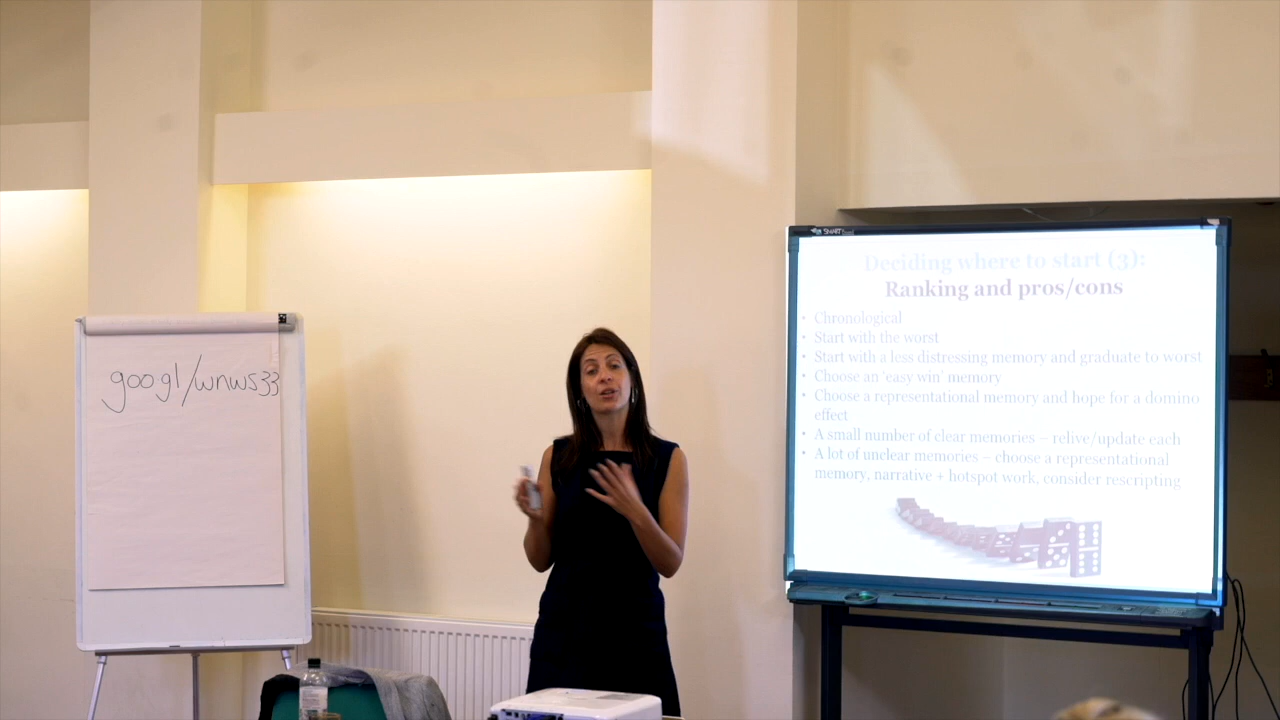 goo gl/wnws33
SMART
Deciding where to start (3):
Ranking and pros/cons
• Chronological
• Start with the worst
• Start with a less distressing memory and graduate to worst
• Choose an ‘easy win’ memory
• Choose a representational memory and hope for a domino
effect
• A small number of clear memories – relive/update each
• A lot of unclear memories – choose a representational
memory, narrative + hotspot work, consider rescripting